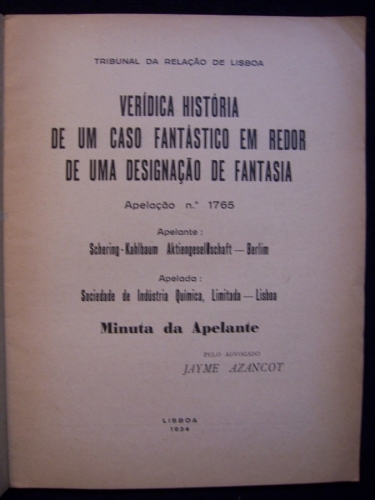 TRIBUNAL DA RELAÇÃO DE LISBOA
VERÍDICA HISTÓRIA
DE UM CASO FANTÁSTICO EM REDOR
DE UMA DESIGNAÇÃO DE FANTASIA
Apelação n.º 1765
Apelante:
Schering-Kahlbaum Aktiengesellschaft — Berlim
Apelada:
Sociedade de Indústria Química, Limitada — Lisboa
Minuta da Apelante
PELO ADVOGADO
JAYME AZANCOT
LISBOA
1934